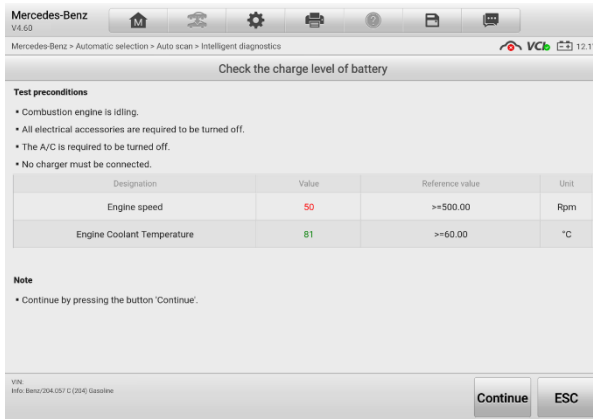 Mercedes-Benz
V4.60
M
?
Mercedes-Benz > Automatic selection > Auto scan > Intelligent diagnostics
VCI 12.1
Check the charge level of battery
Test preconditions
▪ Combustion engine is idling.
▪ All electrical accessories are required to be turned off.
▪ The A/C is required to be turned off.
▪ No charger must be connected.
Designation Value Reference value Unit
Engine speed 50 >=500.00 Rpm
Engine Coolant Temperature 81 >=60.00 °C
Note
▪ Continue by pressing the button 'Continue'.
VIN:
Info: Benz/204.057 C (204) Gasoline
Continue ESC